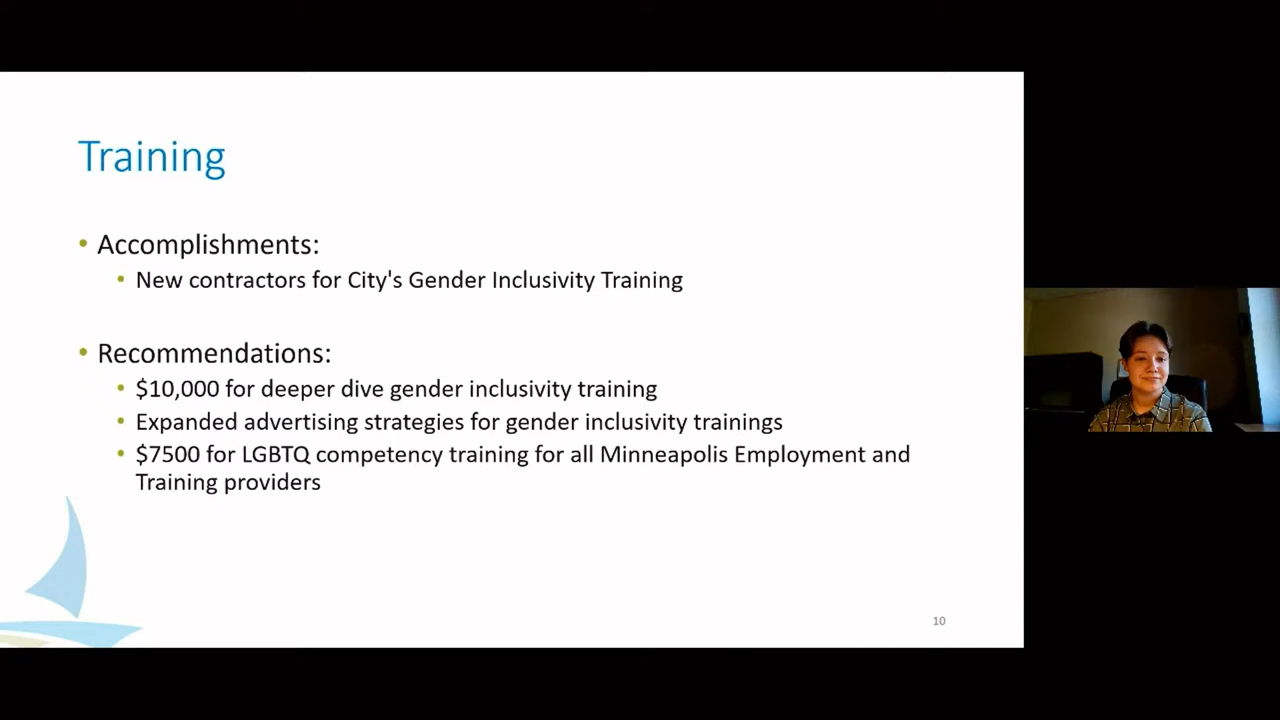 Training
• Accomplishments:
• New contractors for City's Gender Inclusivity Training
• Recommendations:
• $10,000 for deeper dive gender inclusivity training
• Expanded advertising strategies for gender inclusivity trainings
• $7500 for LGBTQ competency training for all Minneapolis Employment and
Training providers
10